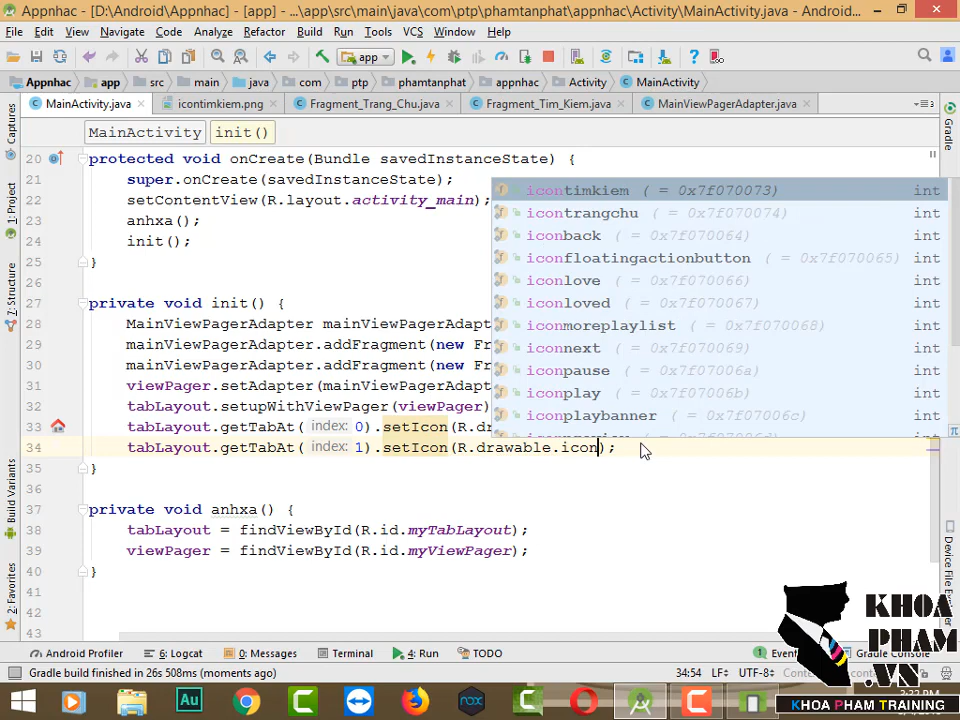 Appnhac - [D:\Android\Appnhac] - [app] - ...\app\src\main\java\com\ptp\phamtanphat\appnhac\Activity\MainActivity.java - Android...
File Edit View Navigate Code Analyze Refactor Build Run Tools VCS Window Help
app
Appnhac app src main java com ptp phamtanphat appnhac Activity MainActivity
MainActivity.java icontimkiem.png Fragment_Trang_Chu.java Fragment_Tim_Kiem.java MainViewPagerAdapter.java
MainActivity init()
Captures
1: Project
7: Structure
Build Variants
2: Favorites
Gradle
20 protected void onCreate(Bundle savedInstanceState) {
21 super.onCreate(savedInstanceState);
22 setContentView(R.layout.activity_main);
23 anhxa();
24 init();
25 }
26
27 private void init() {
28 MainViewPagerAdapter mainViewPagerAdapt
29 mainViewPagerAdapter.addFragment(new Fr
30 mainViewPagerAdapter.addFragment(new Fr
31 viewPager.setAdapter(mainViewPagerAdapt
32 tabLayout.setupWithViewPager(viewPager)
33 tabLayout.getTabAt( index: 0).setIcon(R.dr
34 tabLayout.getTabAt( index: 1).setIcon(R.drawable.icon);
35 }
36
37 private void anhxa() {
38 tabLayout = findViewById(R.id.myTabLayout);
39 viewPager = findViewById(R.id.myViewPager);
40 }
41
42
43
icontimkiem ( = 0x7f070073) int
icontrangchu ( = 0x7f070074) int
iconback ( = 0x7f070064) int
iconfloatingactionbutton ( = 0x7f070065) int
iconlove ( = 0x7f070066) int
iconloved ( = 0x7f070067) int
iconmoreplaylist ( = 0x7f070068) int
iconnext ( = 0x7f070069) int
iconpause ( = 0x7f07006a) int
iconplay ( = 0x7f07006b) int
iconplaybanner ( = 0x7f07006c) int
Android Profiler 6: Logcat 0: Messages Terminal 4: Run TODO
Gradle build finished in 26s 508ms (moments ago) 34:54 LF÷ UTF-8÷
KHOA
PHAM
.VN
KHOA PHAM TRAINING